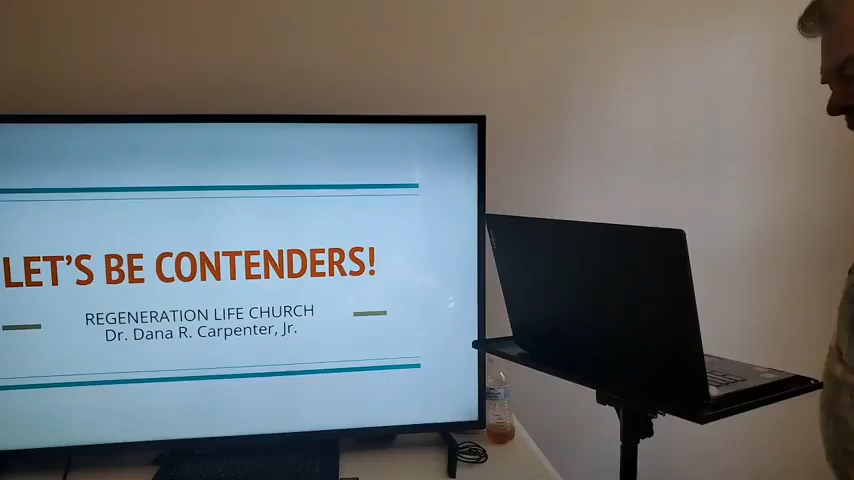 LET'S BE CONTENDERS!
REGENERATION LIFE CHURCH
Dr. Dana R. Carpenter, Jr.